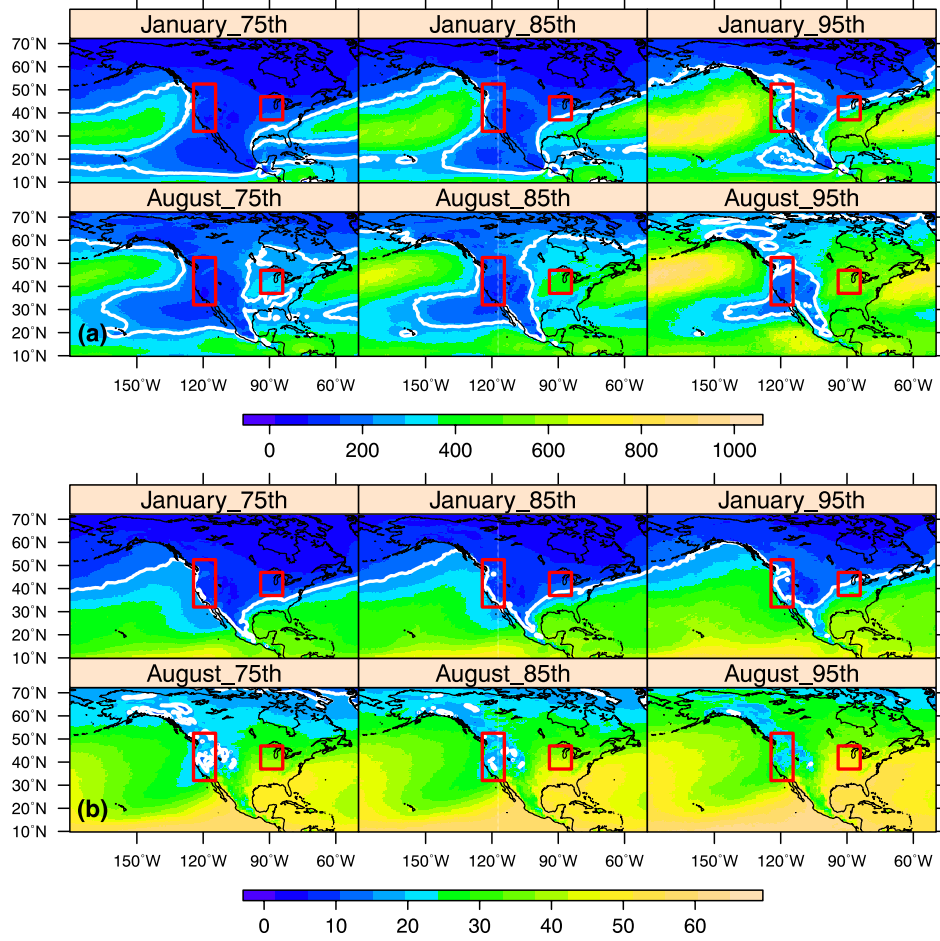 January_75th January_85th January_95th
70°N
60°N
50°N
40°N
30°N
20°N
10°N
August_75th August_85th August_95th
70°N
60°N
50°N
40°N
30°N
20°N
10°N
(a)
150°W 120°W 90°W 60°W 150°W 120°W 90°W 60°W 150°W 120°W 90°W 60°W
0 200 400 600 800 1000
January_75th January_85th January_95th
70°N
60°N
50°N
40°N
30°N
20°N
10°N
August_75th August_85th August_95th
70°N
60°N
50°N
40°N
30°N
20°N
10°N
(b)
150°W 120°W 90°W 60°W 150°W 120°W 90°W 60°W 150°W 120°W 90°W 60°W
0 10 20 30 40 50 60